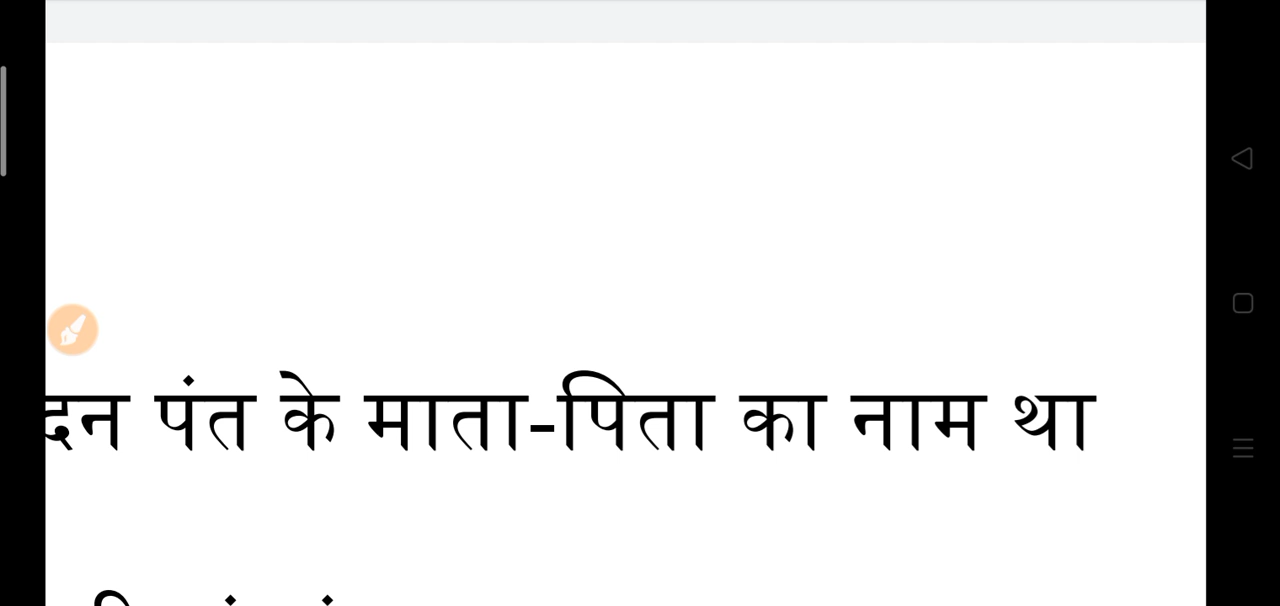 दन पंत के माता-पिता का नाम था